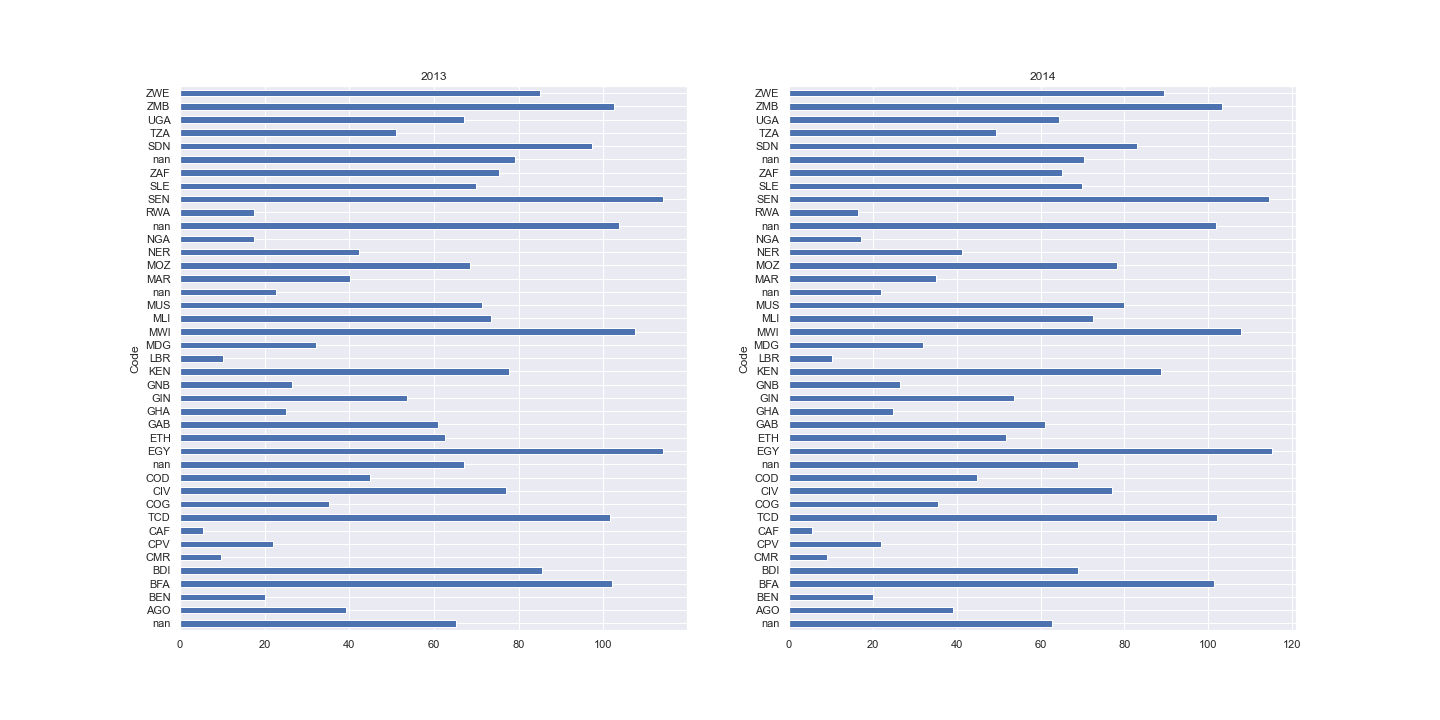 2013
ZWE
ZMB
UGA
TZA
SDN
nan
ZAF
SLE
SEN
RWA
nan
NGA
NER
MOZ
MAR
nan
MUS
MLI
MWI
MDG
LBR
KEN
GNB
GIN
GHA
GAB
ETH
EGY
nan
COD
CIV
COG
TCD
CAF
CPV
CMR
BDI
BFA
BEN
AGO
nan
Code
0 20 40 60 80 100
2014
ZWE
ZMB
UGA
TZA
SDN
nan
ZAF
SLE
SEN
RWA
nan
NGA
NER
MOZ
MAR
nan
MUS
MLI
MWI
MDG
LBR
KEN
GNB
GIN
GHA
GAB
ETH
EGY
nan
COD
CIV
COG
TCD
CAF
CPV
CMR
BDI
BFA
BEN
AGO
nan
Code
0 20 40 60 80 100 120